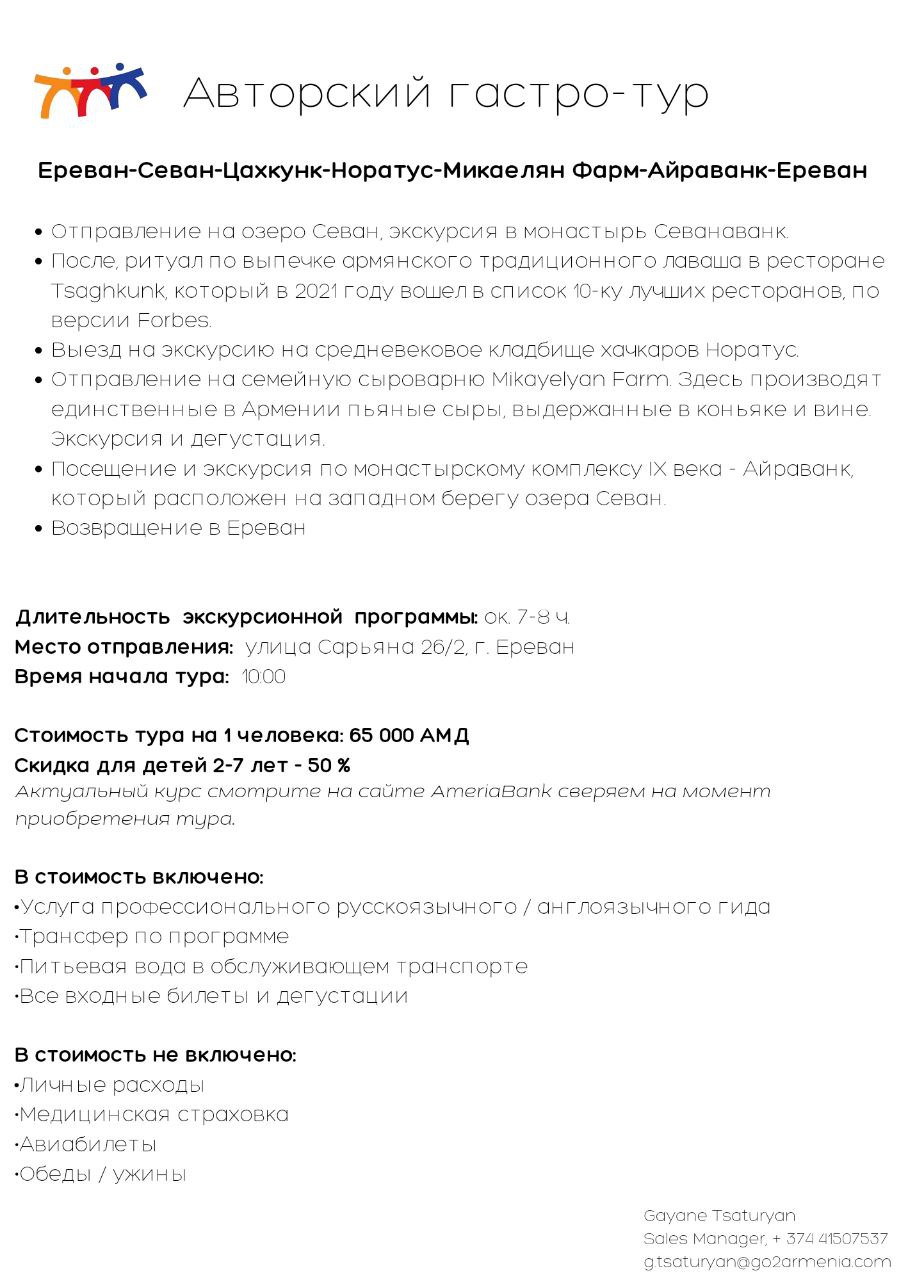 Авторский гастро-тур
Ереван-Севан-Цахкунк-Норатус-Микаелян Фарм-Айраванк-Ереван
• Отправление на озеро Севан, экскурсия в монастырь Севанаванк.
• После, ритуал по выпечке армянского традиционного лаваша в ресторане
Tsaghkunk, который в 2021 году вошел в список 10-ку лучших ресторанов, по
версии Forbes.
• Выезд на экскурсию на средневековое кладбище хачкаров Норатус.
• Отправление на семейную сыроварню Mikayelyan Farm. Здесь производят
единственные в Армении пьяные сыры, выдержанные в коньяке и вине.
Экскурсия и дегустация.
• Посещение и экскурсия по монастырскому комплексу IX века - Айраванк,
который расположен на западном берегу озера Севан.
• Возвращение в Ереван
Длительность экскурсионной программы: ок. 7-8 ч.
Место отправления: улица Сарьяна 26/2, г. Ереван
Время начала тура: 10:00
Стоимость тура на 1 человека: 65 000 АМД
Скидка для детей 2-7 лет - 50 %
Актуальный курс смотрите на сайте AmeriaBank сверяем на момент
приобретения тура.
В стоимость включено:
•Услуга профессионального русскоязычного / англоязычного гида
•Трансфер по программе
•Питьевая вода в обслуживающем транспорте
•Все входные билеты и дегустации
В стоимость не включено:
•Личные расходы
•Медицинская страховка
•Авиабилеты
•Обеды / ужины
Gayane Tsaturyan
Sales Manager, + 374 41507537
g.tsaturyan@go2armenia.com